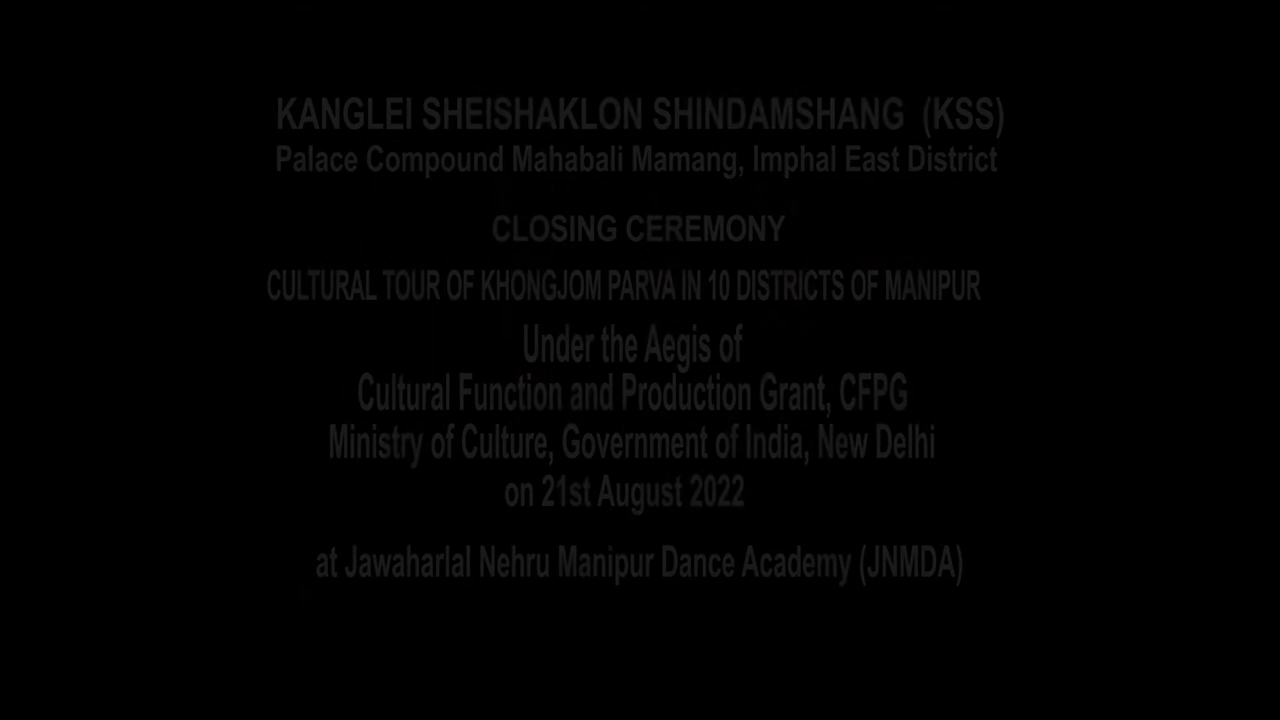 KANGLEI SHEISHAKLON SHINDAMSHANG (KSS)
Palace Compound Mahabali Mamang, Imphal East District
CLOSING CEREMONY
CULTURAL TOUR OF KHONGJOM PARVA IN 10 DISTRICTS OF MANIPUR
Under the Aegis of
Cultural Function and Production Grant, CFPG
Ministry of Culture, Government of India, New Delhi
on 21st August 2022
at Jawaharlal Nehru Manipur Dance Academy (JNMDA)